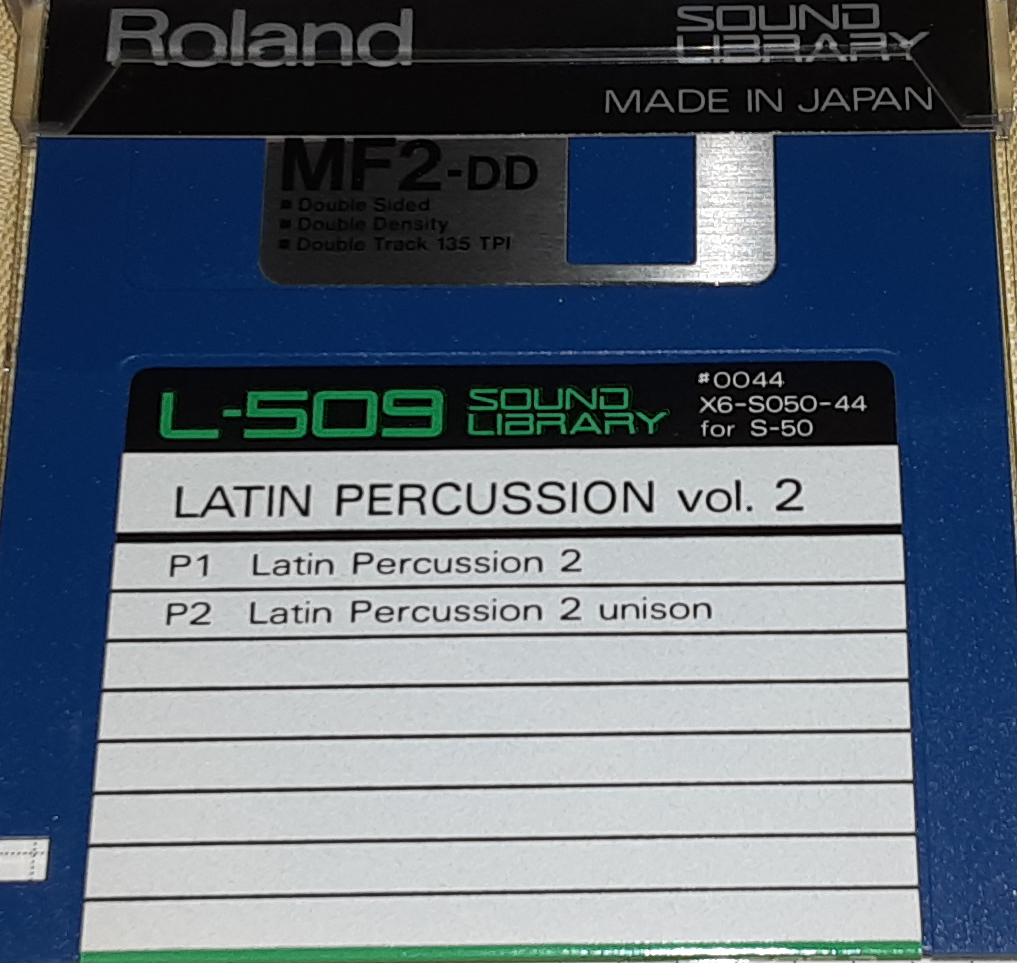 Roland
SOUND
LIBRARY
MADE IN JAPAN
MF2-DD
■ Double Sided
■ Double Density
■ Double Track 135 TPI
L-509 SOUND LIBRARY
#0044
X6-S050-44
for S-50
LATIN PERCUSSION vol. 2
P1 Latin Percussion 2
P2 Latin Percussion 2 unison